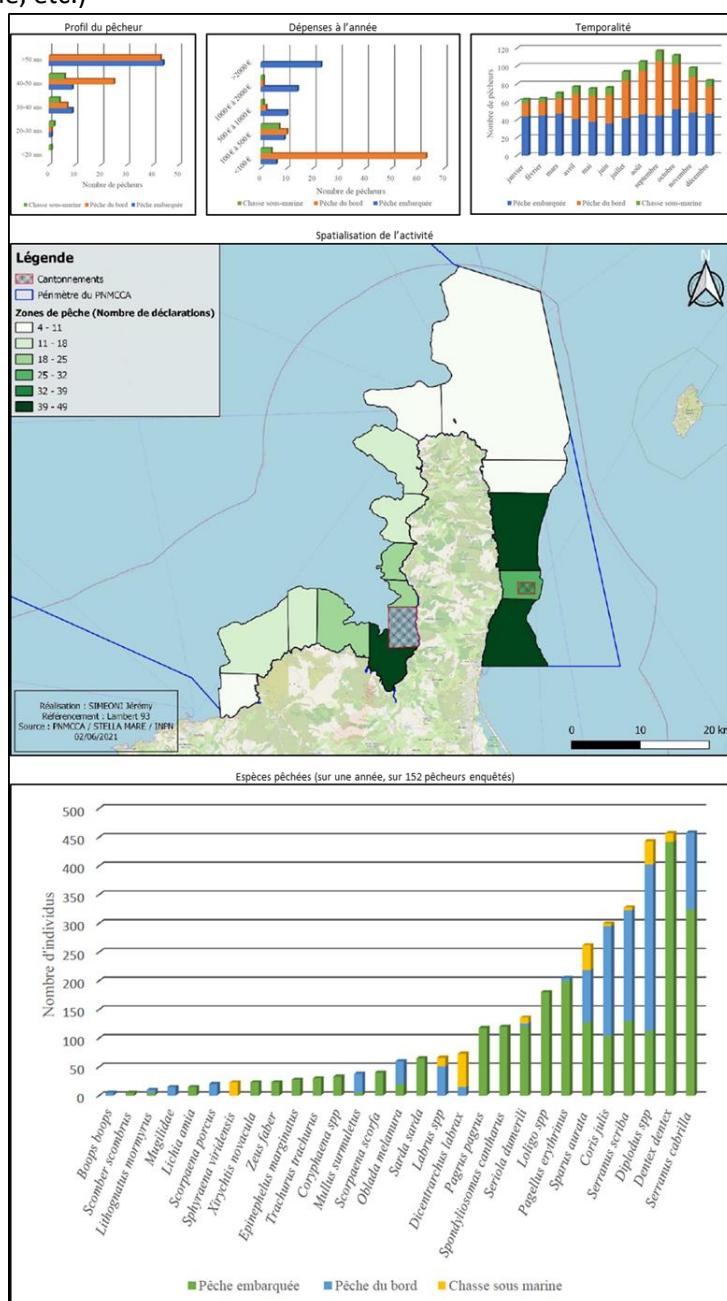 e, etc.)
Profil du pêcheur
>50 ans
40-50 ans
30-40 ans
20-30 ans
<20 ans
0 10 20 30 40 50
Nombre de pêcheurs
Chasse sous-marine Pêche du bord Pêche embarquée
Dépenses à l'année
>2000 €
1000 € à 2000 €
500 € à 1000 €
100 € à 500 €
<100 €
0 10 20 30 40 50 60 70
Nombre de pêcheurs
Chasse sous-marine Pêche du bord Pêche embarquée
Temporalité
Nombre de pêcheurs
120
100
80
60
40
20
0
janvier février mars avril mai juin juillet août septembre octobre novembre décembre
Pêche embarquée Pêche du bord Chasse sous-marine
Spatialisation de l'activité
Légende
Cantonnements
Périmètre du PNMCCA
Zones de pêche (Nombre de déclarations)
4 - 11
11 - 18
18 - 25
25 - 32
32 - 39
39 - 49
N
Réalisation : SIMEONI Jérémy
Référencement : Lambert 93
Source : PNMCCA / STELLA MARE / INPN
02/06/2021
0 10 20 km
Espèces pêchées (sur une année, sur 152 pêcheurs enquêtés)
Nombre d'individus
500
450
400
350
300
250
200
150
100
50
0
Boops boops
Scomber scombrus
Lithognatus mormyrus
Mugilidae
Lichia amia
Scorpaena porcus
Sphyraena viridensis
Xirychtis novacula
Zeus faber
Epinephelus marginatus
Trachurus trachurus
Coryphaena spp
Mullus surmuletus
Scorpaena scorfa
Oblada melanura
Sarda sarda
Labrus spp
Dicentrarchus labrax
Pagrus pagrus
Spondyliosomas cantharus
Seriola dumerili
Loligo spp
Pagellus erythrinus
Sparus aurata
Coris julis
Serranus scriba
Diplodus spp
Dentex dentex
Serranus cabrilla
Pêche embarquée Pêche du bord Chasse sous marine